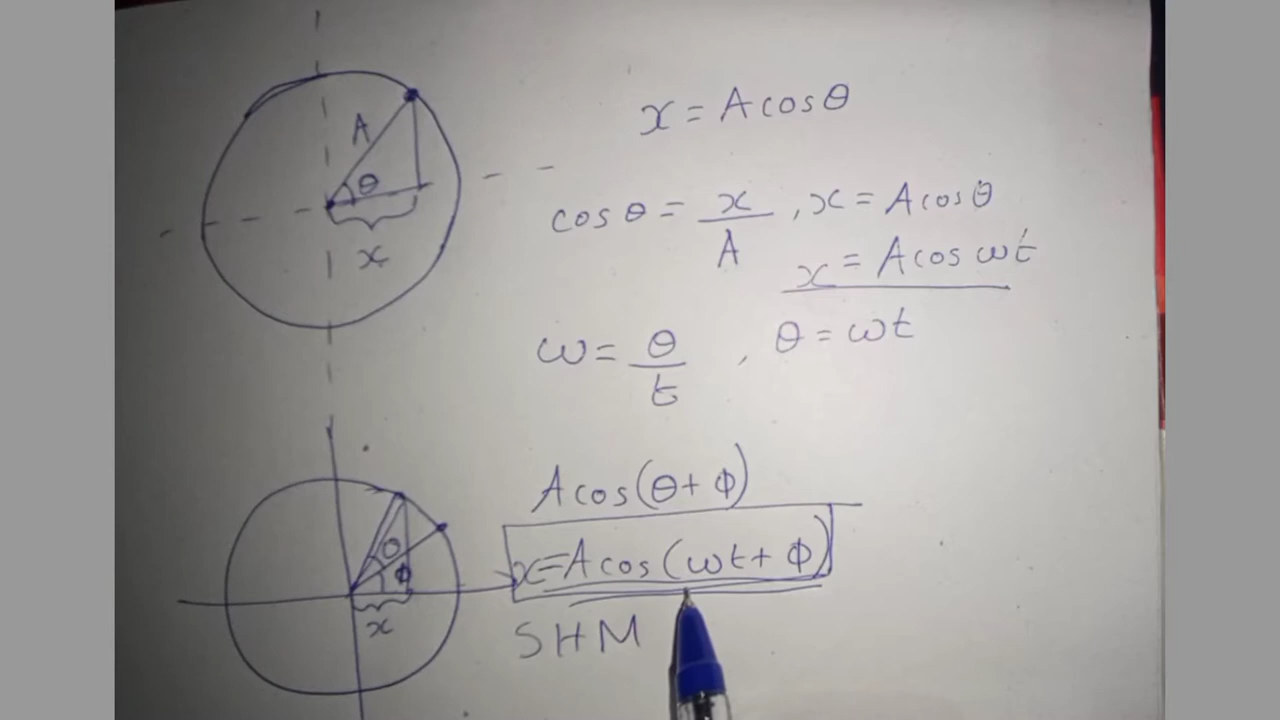 A
θ
x
x = A cos θ
cos θ = x/A , x = A cos θ
x = A cos ωt
ω = θ/t , θ = ωt
θ
ϕ
x
A cos (θ + ϕ)
x = A cos (ωt + ϕ)
SHM